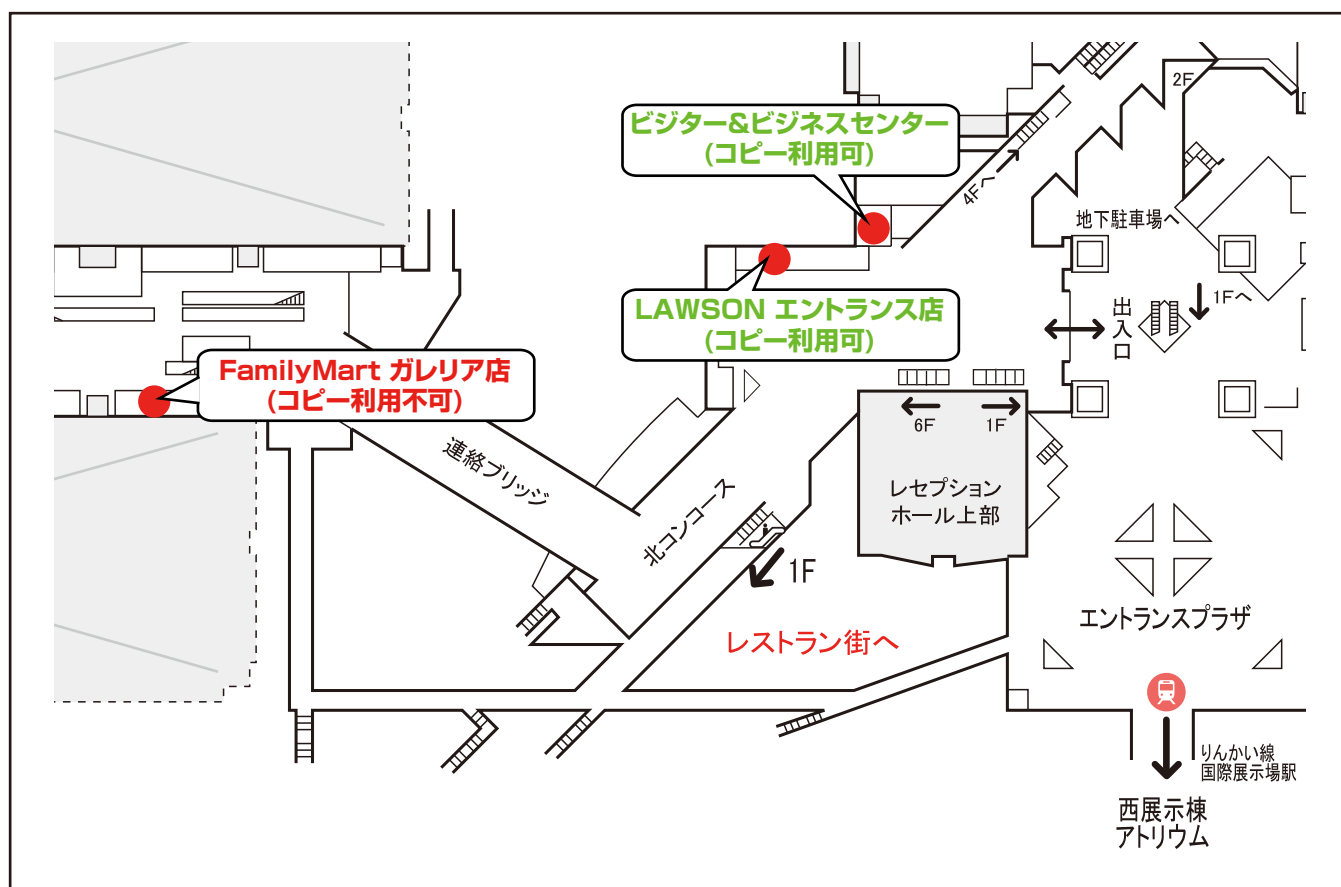 2F
ビジター&ビジネスセンター
(コピー利用可)
4Fへ
地下駐車場へ
LAWSON エントランス店
(コピー利用可)
1Fへ
出入口
FamilyMart ガレリア店
(コピー利用不可)
6F
1F
連絡ブリッジ
北コンコース
レセプション
ホール上部
1F
エントランスプラザ
レストラン街へ
りんかい線
国際展示場駅
西展示棟
アトリウム